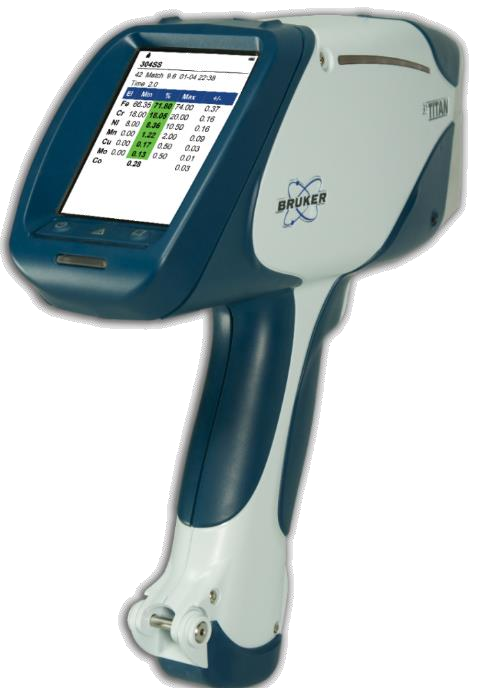 304SS
42 Match 9.6 01-04 22:38
Time 2.0
El Min % Max +/-
Fe 66.35 71.80 74.00 0.37
Cr 18.00 18.06 20.00 0.16
Ni 8.00 8.36 10.50 0.16
Mn 0.00 1.22 2.00 0.09
Cu 0.00 0.17 0.50 0.03
Mo 0.00 0.13 0.50 0.01
Co 0.28 0.03
TITAN
BRUKER